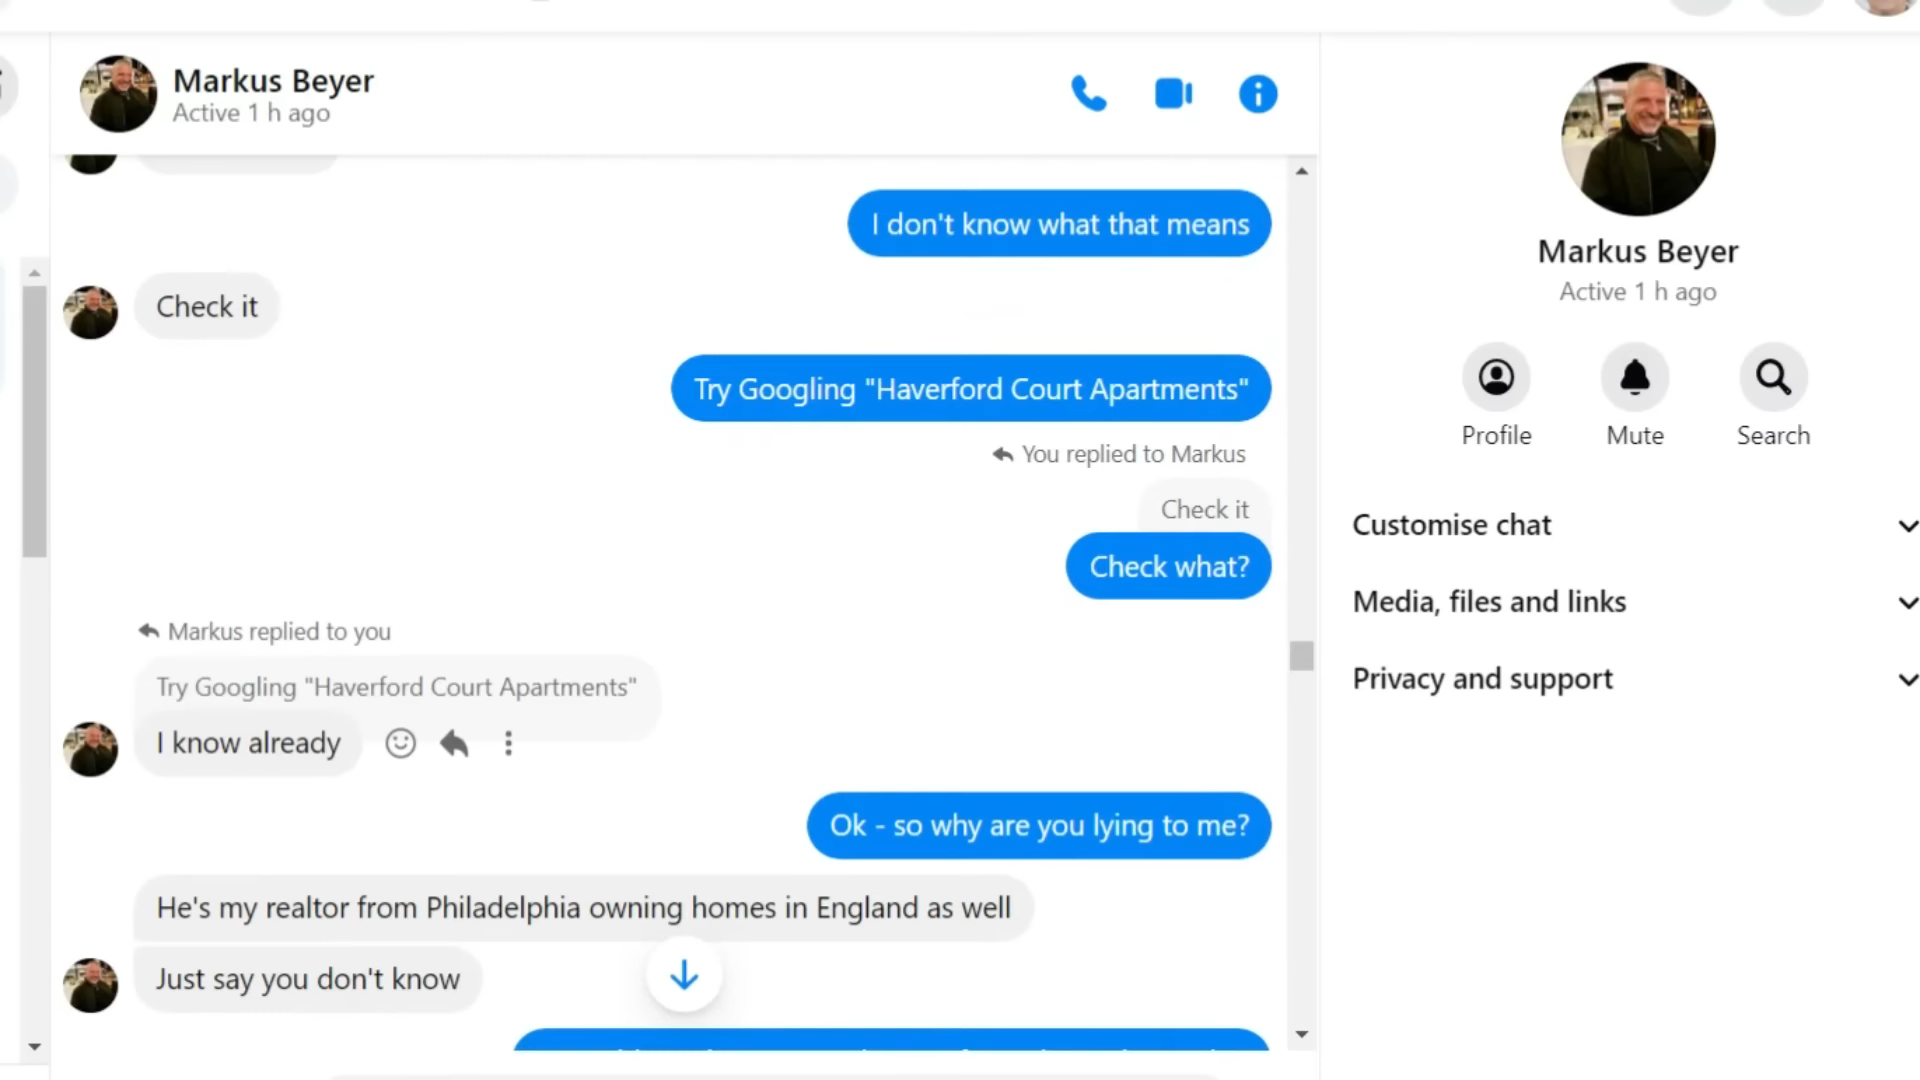 Markus Beyer
Active 1 h ago
I don't know what that means
Check it
Try Googling "Haverford Court Apartments"
You replied to Markus
Check it
Check what?
Markus replied to you
Try Googling "Haverford Court Apartments"
I know already
Ok - so why are you lying to me?
He's my realtor from Philadelphia owning homes in England as well
Just say you don't know
Markus Beyer
Active 1 h ago
Profile
Mute
Search
Customise chat
Media, files and links
Privacy and support